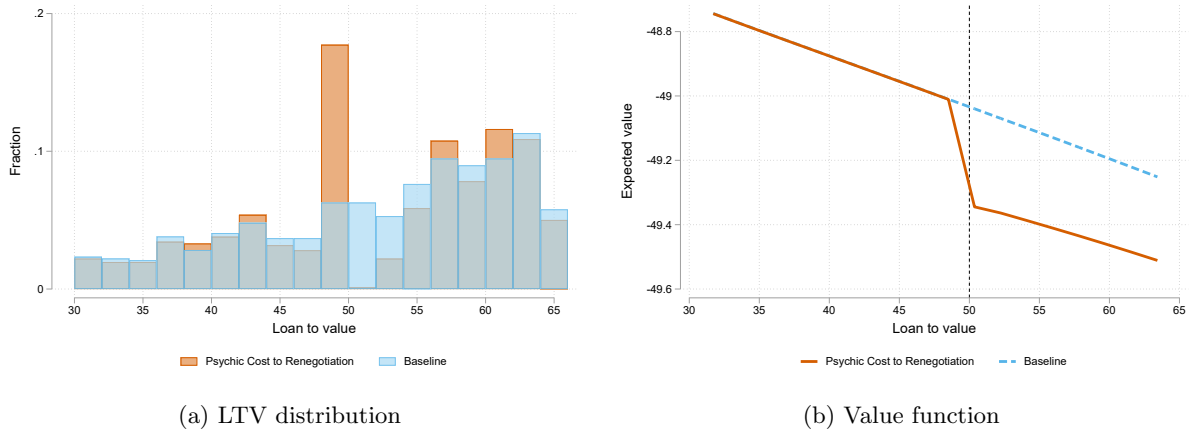 .2
.1
0
Fraction
30 35 40 45 50 55 60 65
Loan to value
Psychic Cost to Renegotiation Baseline
(a) LTV distribution
-48.8
-49
-49.2
-49.4
-49.6
Expected value
30 35 40 45 50 55 60 65
Loan to value
Psychic Cost to Renegotiation Baseline
(b) Value function